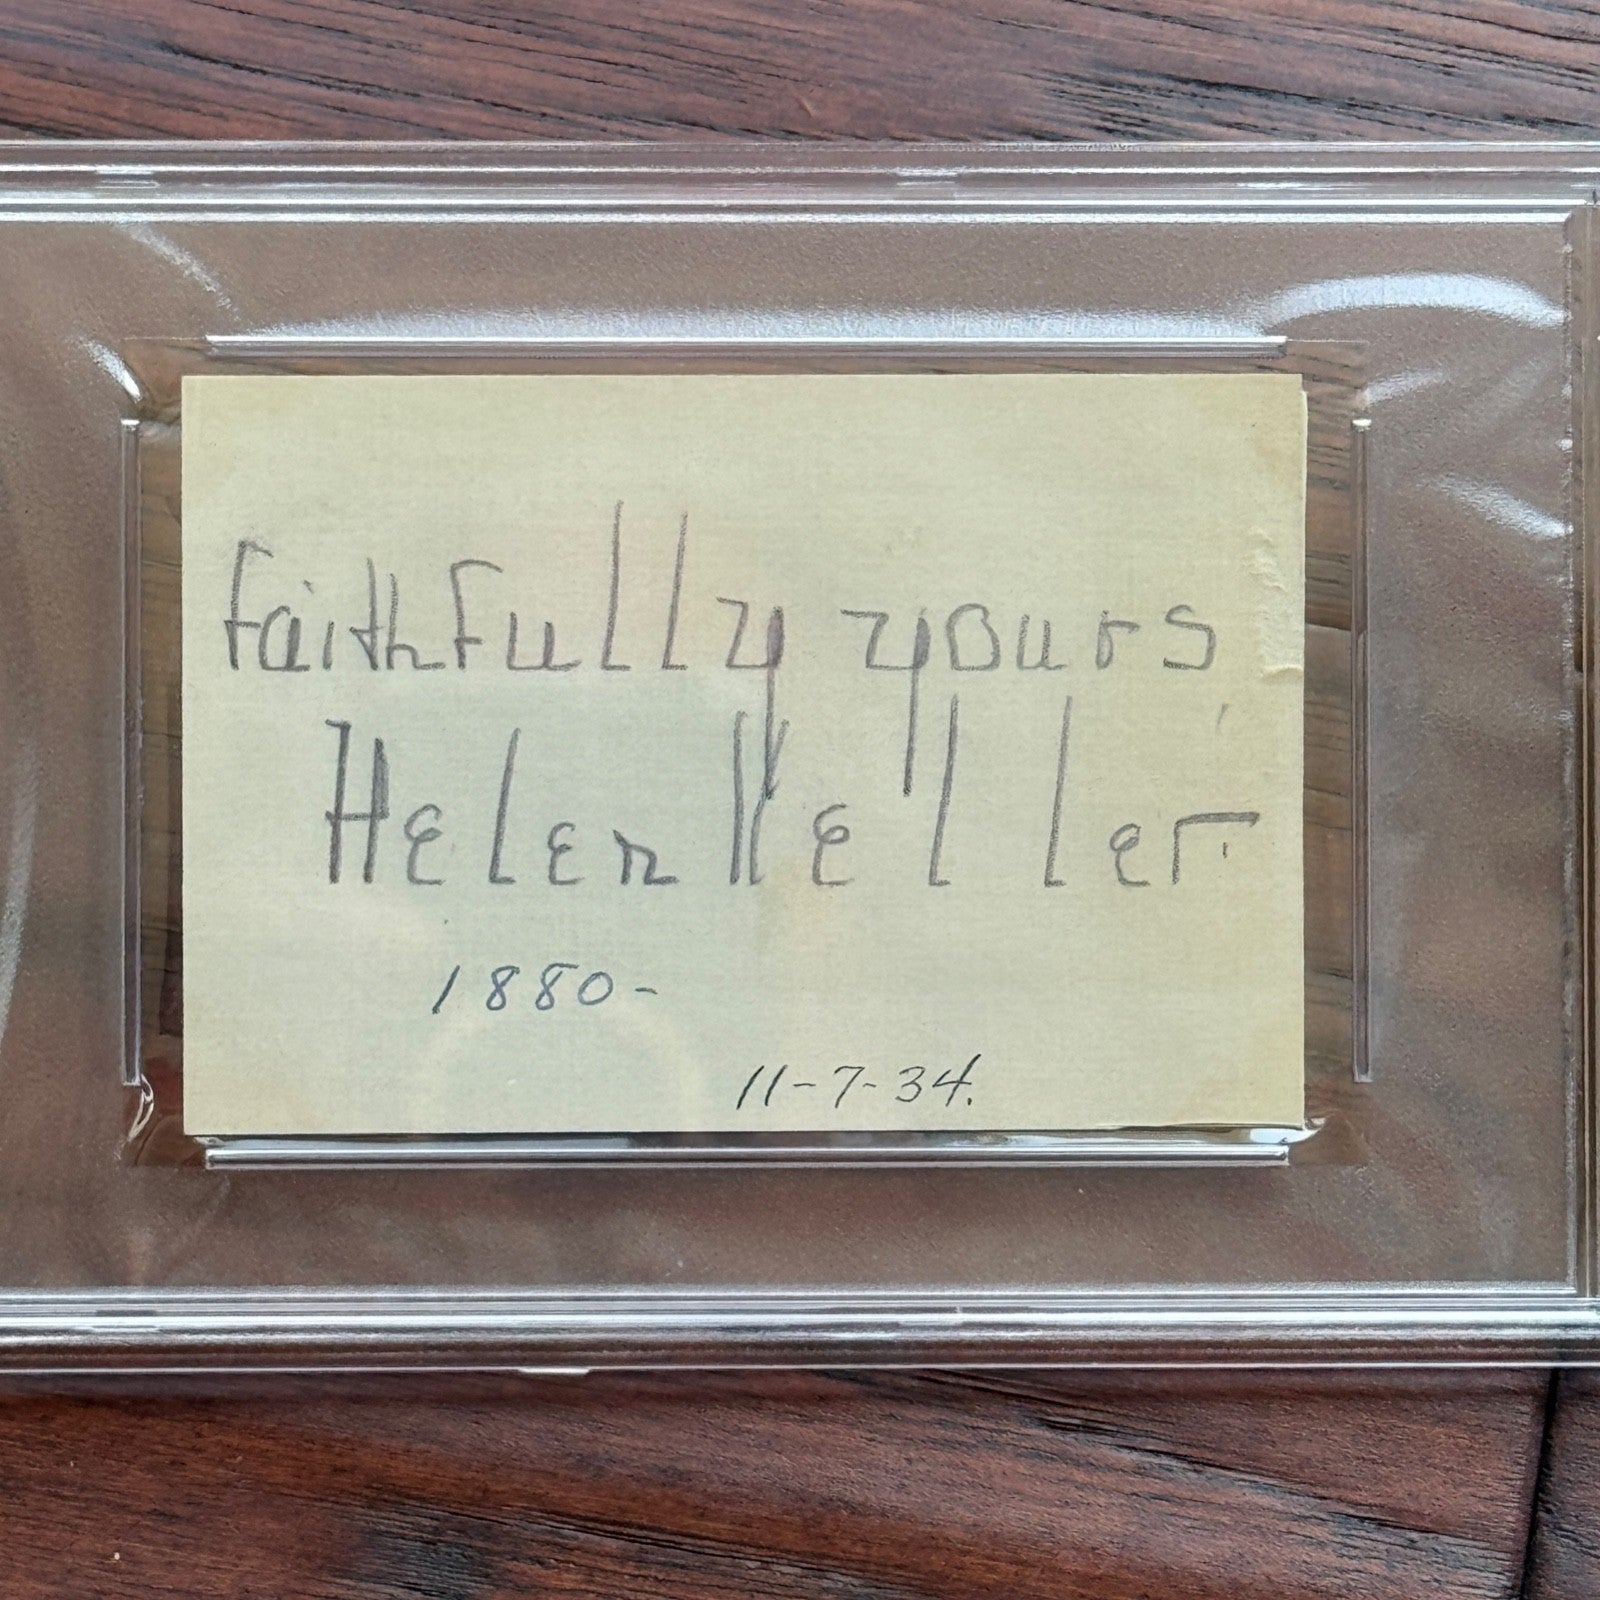 Faithfully yours
Helen Keller
1880-
11-7-34.